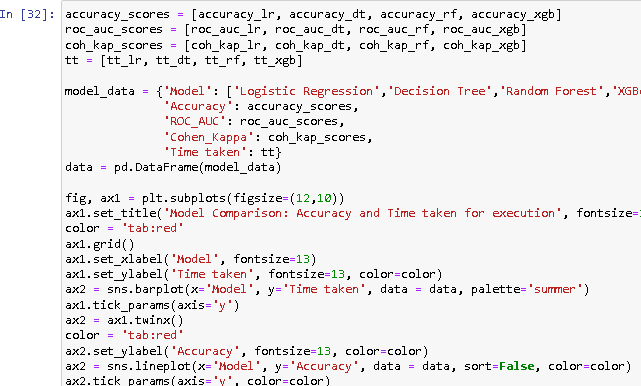 In [32]: accuracy_scores = [accuracy_lr, accuracy_dt, accuracy_rf, accuracy_xgb]
roc_auc_scores = [roc_auc_lr, roc_auc_dt, roc_auc_rf, roc_auc_xgb]
coh_kap_scores = [coh_kap_lr, coh_kap_dt, coh_kap_rf, coh_kap_xgb]
tt = [tt_lr, tt_dt, tt_rf, tt_xgb]
model_data = {'Model': ['Logistic Regression','Decision Tree','Random Forest','XGBo
'Accuracy': accuracy_scores,
'ROC_AUC': roc_auc_scores,
'Cohen_Kappa': coh_kap_scores,
'Time taken': tt}
data = pd.DataFrame(model_data)
fig, ax1 = plt.subplots(figsize=(12,10))
ax1.set_title('Model Comparison: Accuracy and Time taken for execution', fontsize=
color = 'tab:red'
ax1.grid()
ax1.set_xlabel('Model', fontsize=13)
ax1.set_ylabel('Time taken', fontsize=13, color=color)
ax2 = sns.barplot(x='Model', y='Time taken', data = data, palette='summer')
ax1.tick_params(axis='y')
ax2 = ax1.twinx()
color = 'tab:red'
ax2.set_ylabel('Accuracy', fontsize=13, color=color)
ax2 = sns.lineplot(x='Model', y='Accuracy', data = data, sort=False, color=color)
ax2.tick_params(axis='y', color=color)